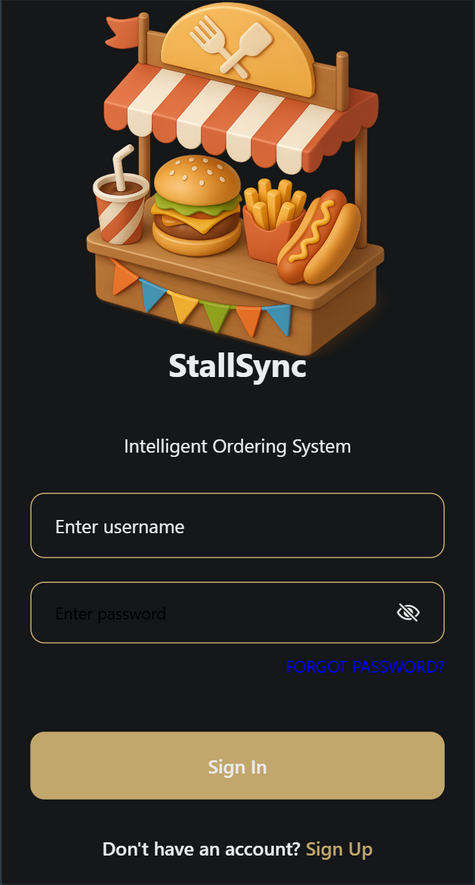 StallSync
Intelligent Ordering System
Enter username
Enter password
FORGOT PASSWORD?
Sign In
Don't have an account? Sign Up